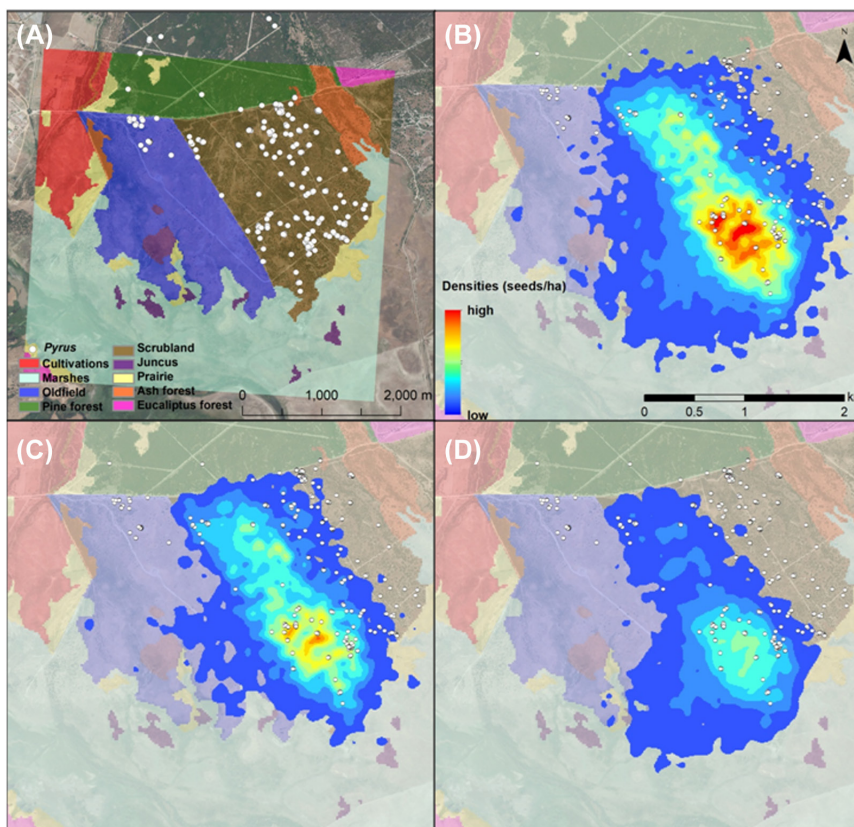 (A)
Pyrus
Cultivations
Marshes
Oldfield
Pine forest
Scrubland
Juncus
Prairie
Ash forest
Eucaliptus forest
0 1,000 2,000 m
(B)
N
Densities (seeds/ha)
high
low
0 0.5 1 2 k
(C)
(D)